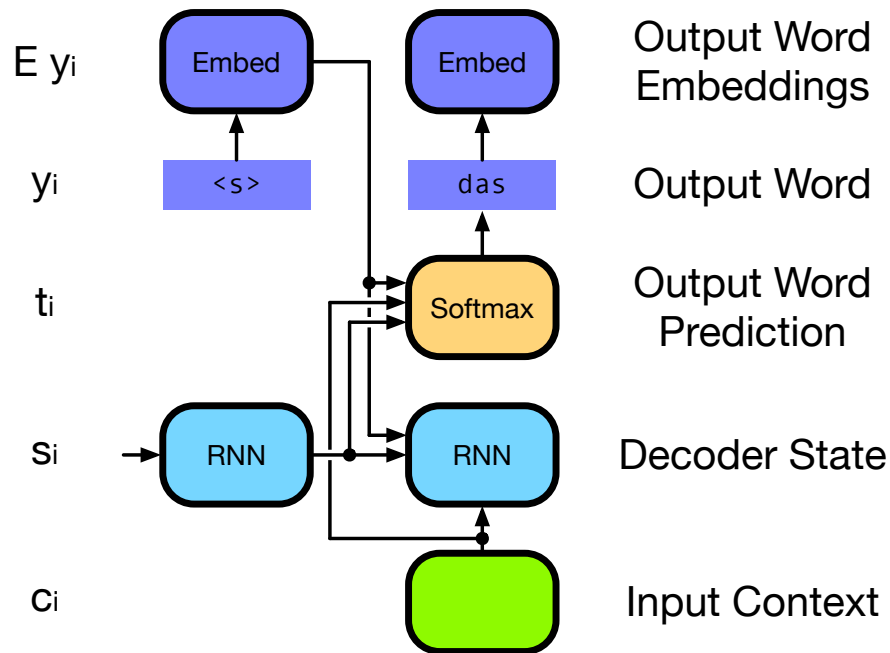 E yi
Embed
Embed
Output Word
Embeddings
yi
<s>
das
Output Word
ti
Softmax
Output Word
Prediction
si
RNN
RNN
Decoder State
ci
Input Context